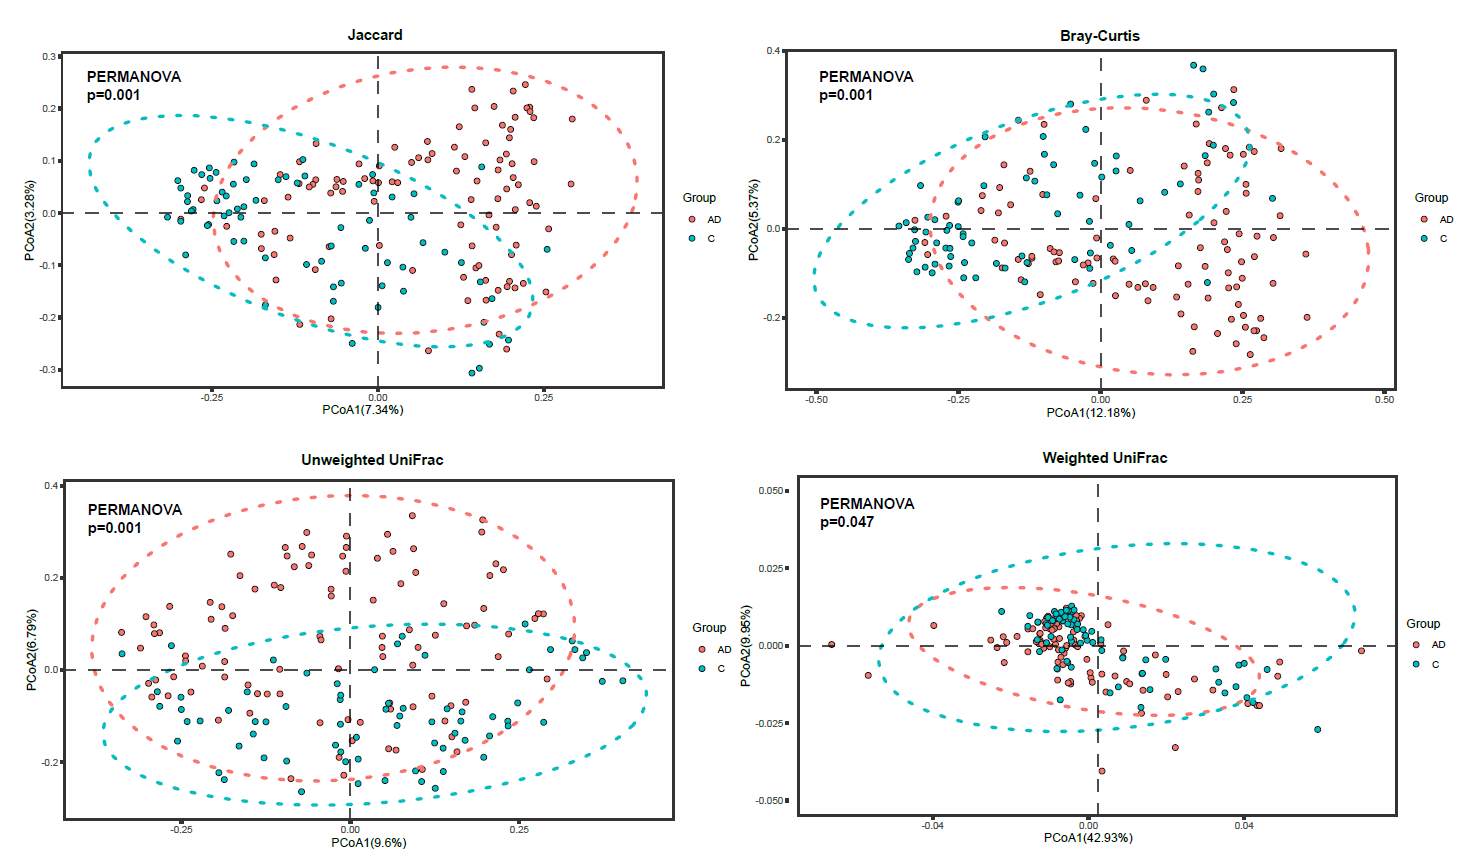 Jaccard
PERMANOVA
p=0.001
0.3
0.2
0.1
0.0
-0.1
-0.2
-0.3
PCoA2(3.28%)
-0.25
0.00
0.25
PCoA1(7.34%)
Group
AD
C
Bray-Curtis
PERMANOVA
p=0.001
0.4
0.2
0.0
-0.2
PCoA2(5.37%)
-0.50
-0.25
0.00
0.25
0.50
PCoA1(12.18%)
Group
AD
C
Unweighted UniFrac
PERMANOVA
p=0.001
0.4
0.2
0.0
-0.2
PCoA2(6.79%)
-0.25
0.00
0.25
PCoA1(9.6%)
Group
AD
C
Weighted UniFrac
PERMANOVA
p=0.047
0.050
0.025
0.000
-0.025
-0.050
PCoA2(9.95%)
-0.04
0.00
0.04
PCoA1(42.93%)
Group
AD
C